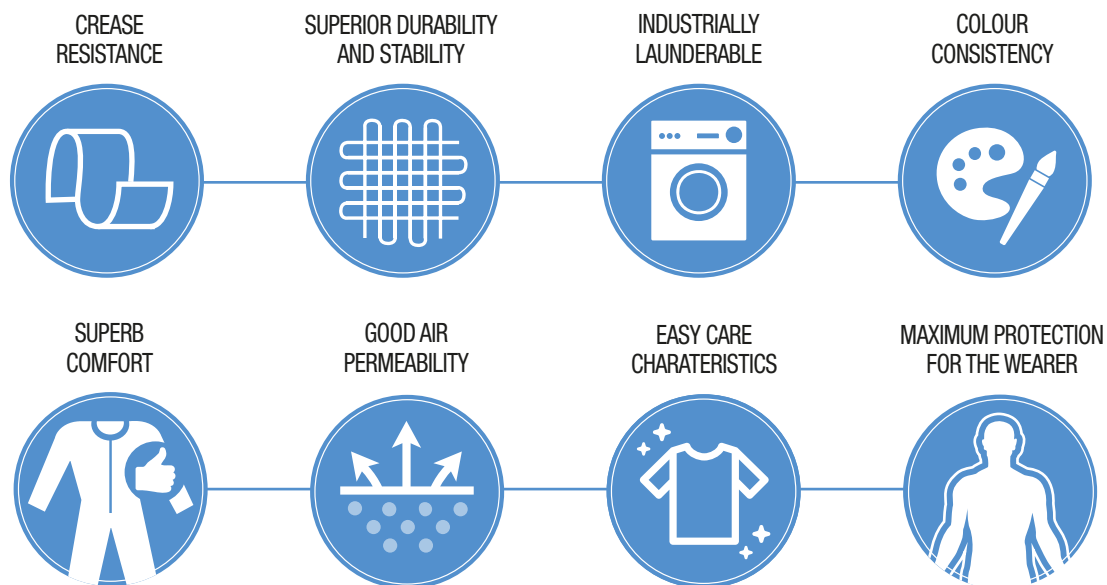 CREASE
RESISTANCE
SUPERIOR DURABILITY
AND STABILITY
INDUSTRIALLY
LAUNDERABLE
COLOUR
CONSISTENCY
SUPERB
COMFORT
GOOD AIR
PERMEABILITY
EASY CARE
CHARATERISTICS
MAXIMUM PROTECTION
FOR THE WEARER